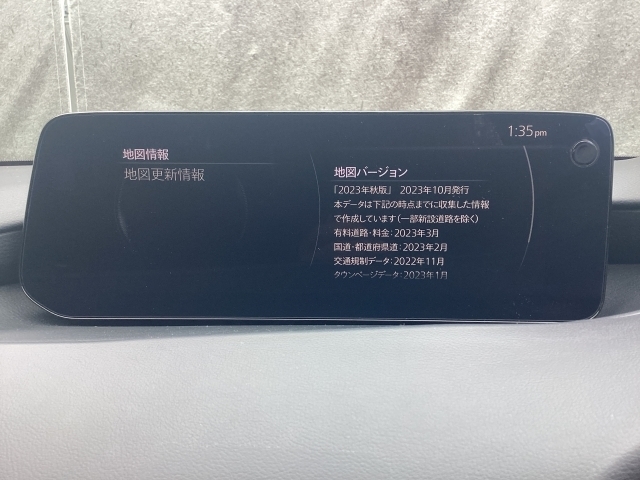 1:35pm
地図情報
地図更新情報
地図バージョン
「2023年秋版」 2023年10月発行
本データは下記の時点までに収集した情報
で作成しています(一部新設道路を除く)
有料道路・料金:2023年3月
国道・都道府県道:2023年2月
交通規制データ:2022年11月
タウンページデータ:2023年1月